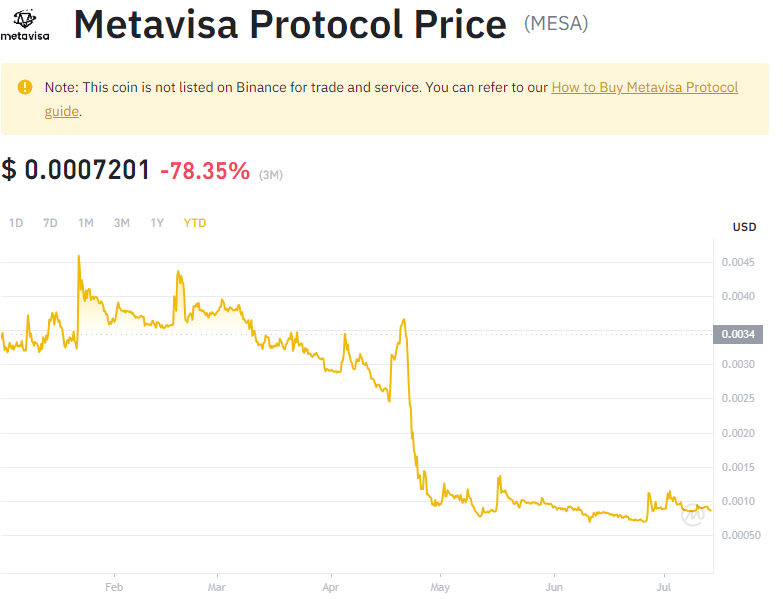 metavisa
Metavisa Protocol Price (MESA)
Note: This coin is not listed on Binance for trade and service. You can refer to our How to Buy Metavisa Protocol
guide.
$ 0.0007201 -78.35% (3M)
1D 7D 1M 3M 1Y YTD
USD
0.0045
0.0040
0.0034
0.0030
0.0025
0.0020
0.0015
0.0010
0.00050
Feb Mar Apr May Jun Jul